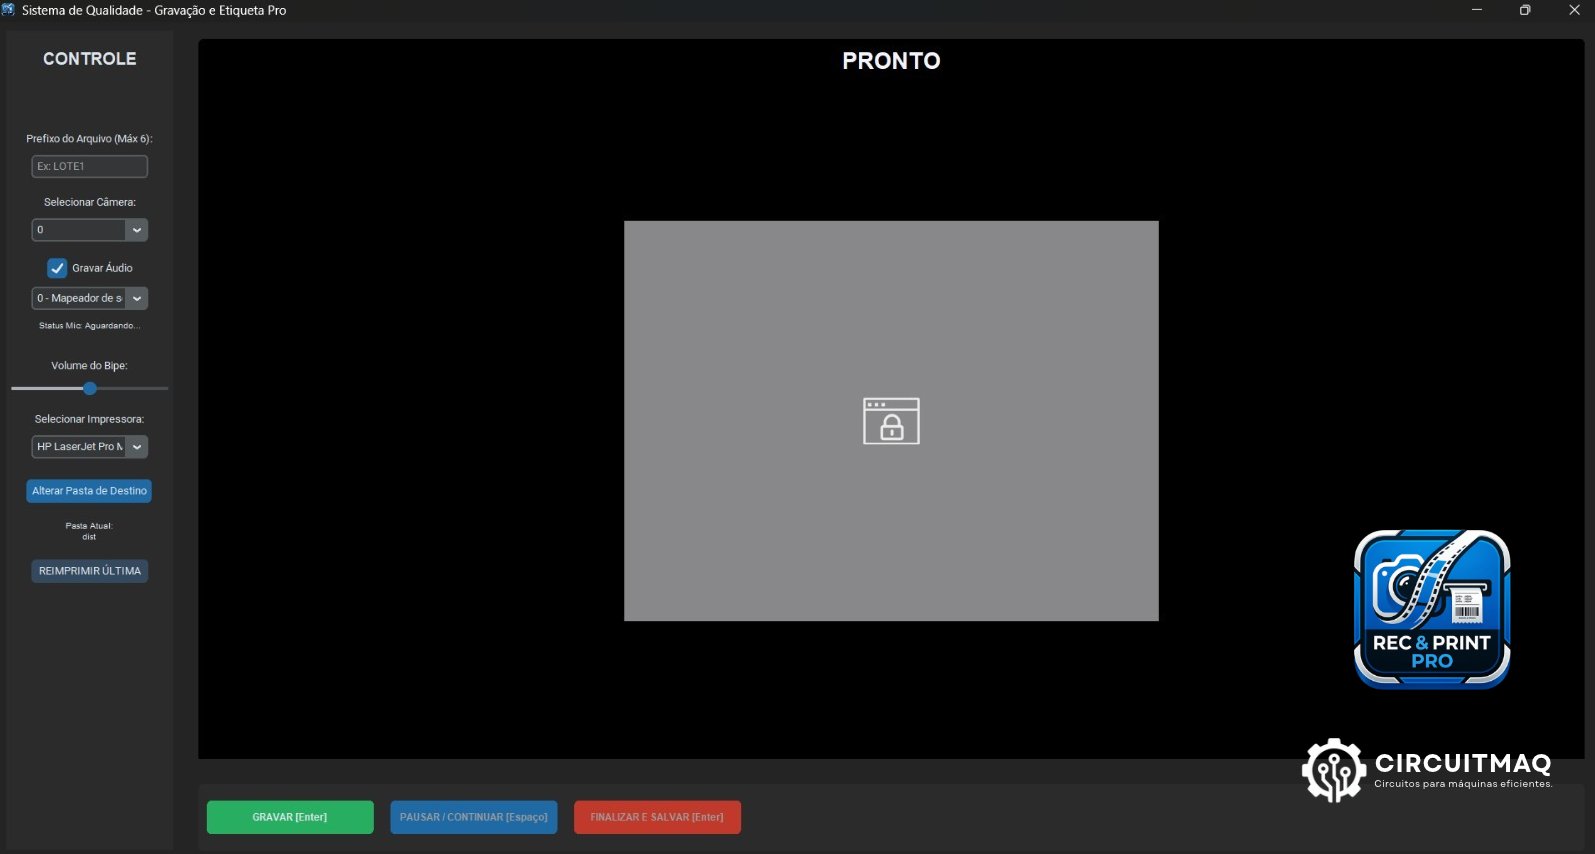 Sistema de Qualidade - Gravação e Etiqueta Pro
CONTROLE
Prefixo do Arquivo (Máx 6):
Ex: LOTE1
Selecionar Câmera:
0
Gravar Áudio
0 - Mapeador de s
Status Mic: Aguardando...
Volume do Bipe:
Selecionar Impressora:
HP LaserJet Pro M
Alterar Pasta de Destino
Pasta Atual:
dist
REIMPRIMIR ÚLTIMA
PRONTO
REC & PRINT
PRO
CIRCUITMAQ
Circuitos para máquinas eficientes.
GRAVAR [Enter]
PAUSAR / CONTINUAR [Espaço]
FINALIZAR E SALVAR [Enter]